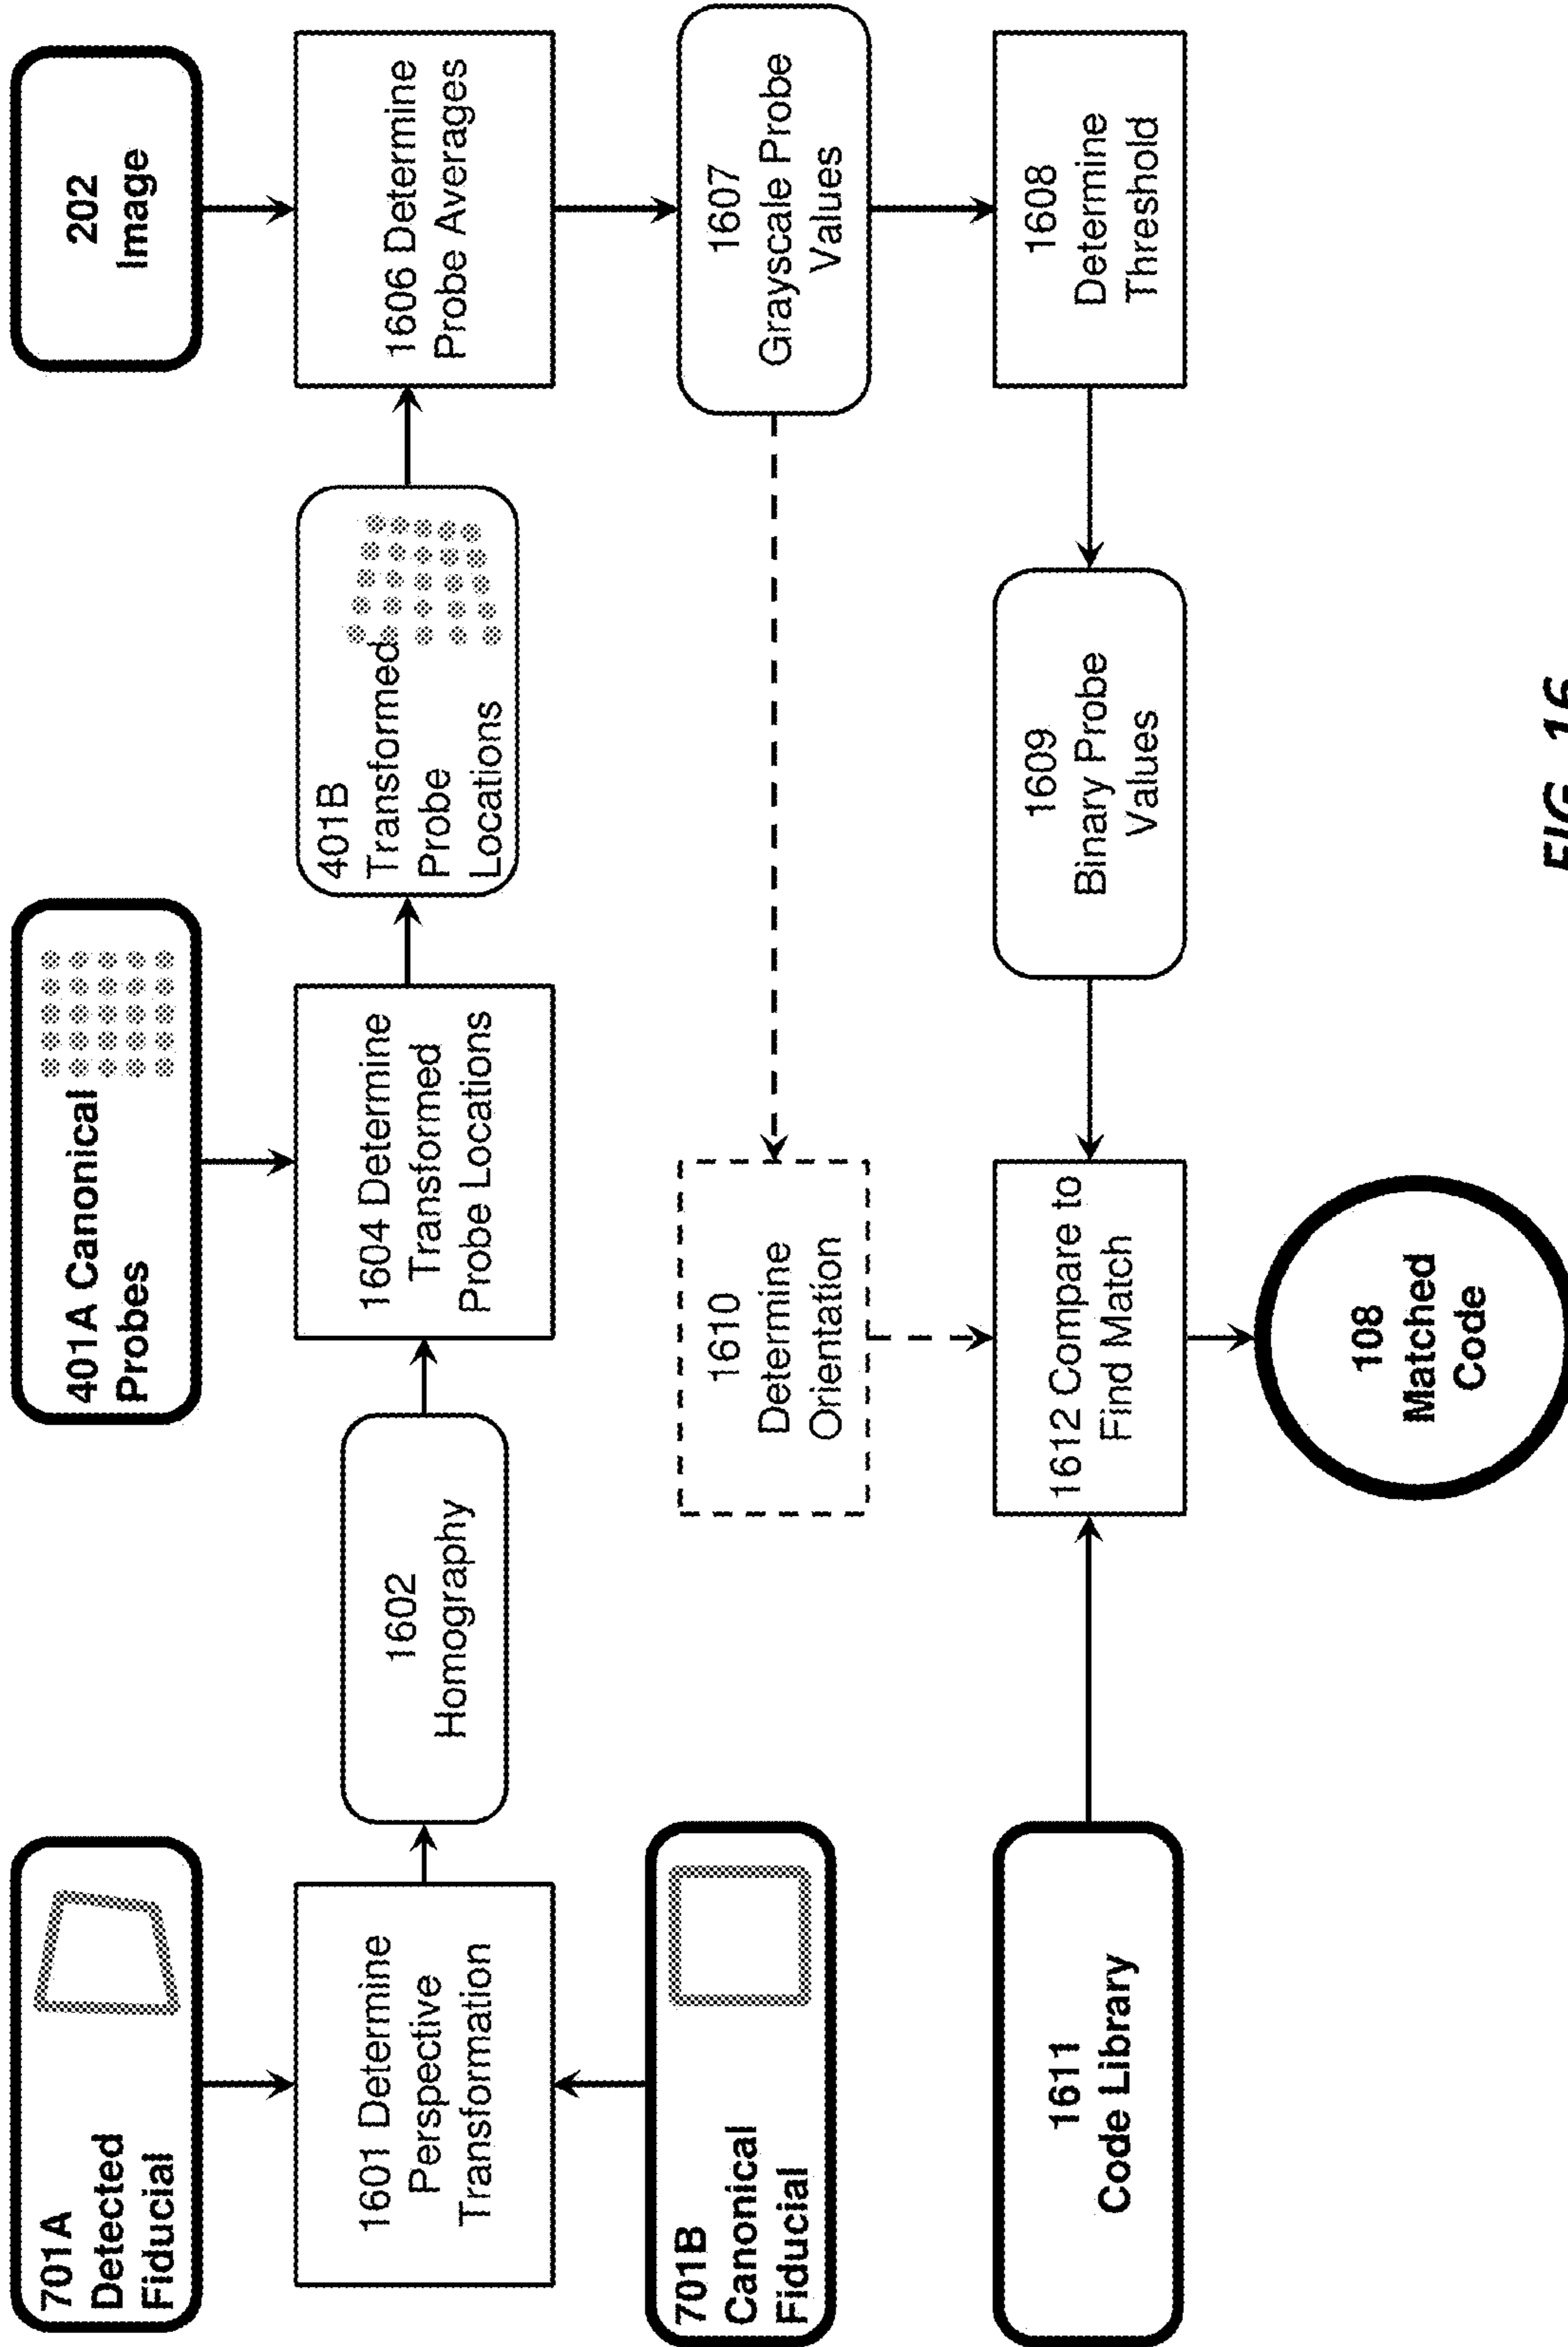 701A
Detected
Fiducial
401A Canonical
Probes
202
Image
1601 Determine
Perspective
Transformation
1602
Homography
1604 Determine
Transformed
Probe Locations
401B
Transformed
Probe
Locations
1606 Determine
Probe Averages
701B
Canonical
Fiducial
1610
Determine
Orientation
1607
Grayscale Probe
Values
1611
Code Library
1612 Compare to
Find Match
1609
Binary Probe
Values
1608
Determine
Threshold
108
Matched
Code
FIG. 16